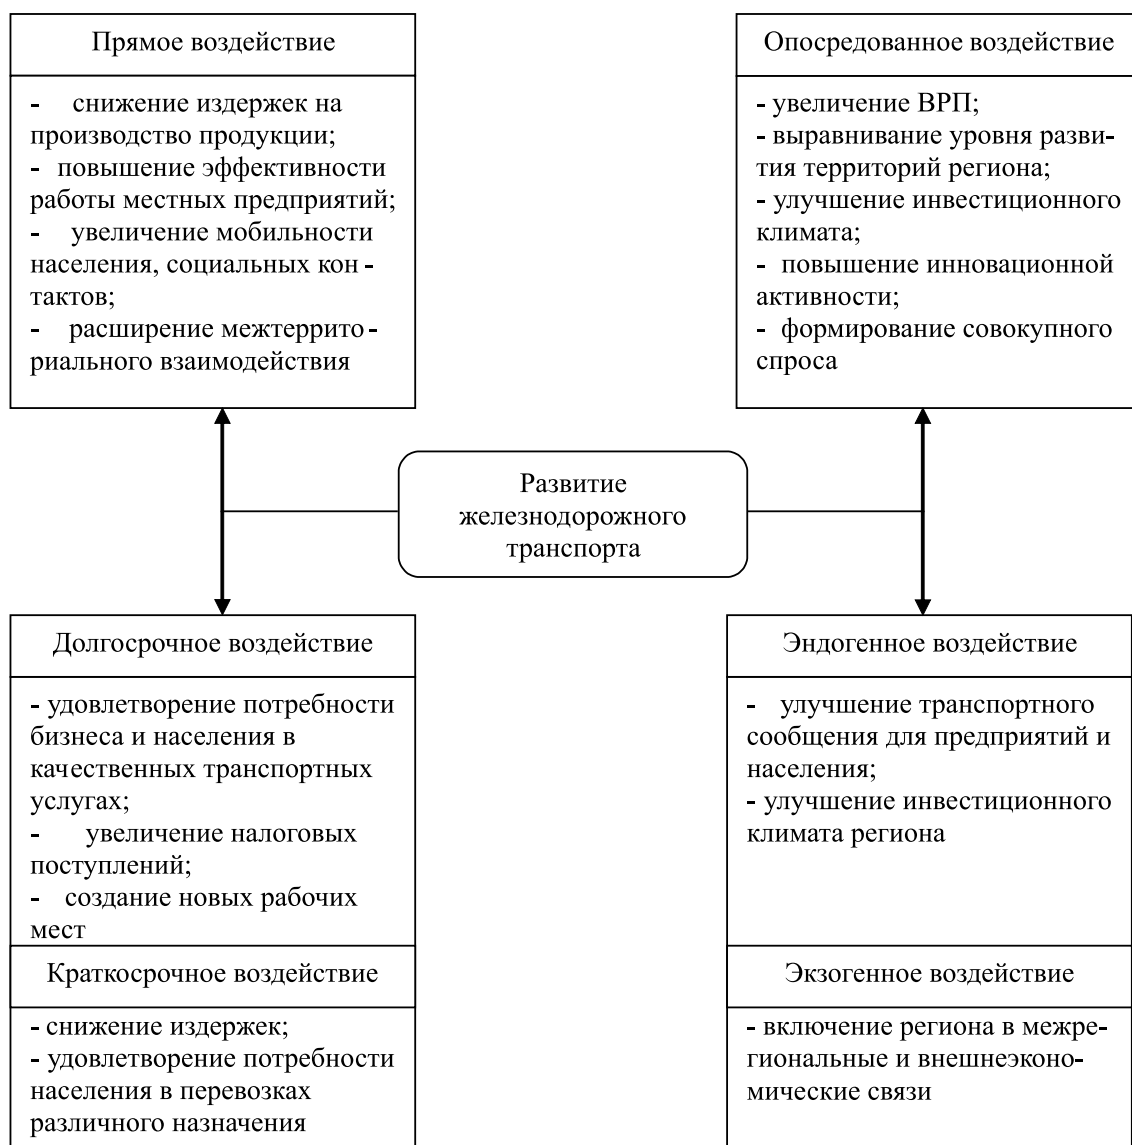 Прямое воздействие
- снижение издержек на
производство продукции;
- повышение эффективности
работы местных предприятий;
- увеличение мобильности
населения, социальных кон-
тактов;
- расширение межтеррито-
риального взаимодействия
Опосредованное воздействие
- увеличение ВРП;
- выравнивание уровня разви-
тия территорий региона;
- улучшение инвестиционного
климата;
- повышение инновационной
активности;
- формирование совокупного
спроса
Развитие
железнодорожного
транспорта
Долгосрочное воздействие
- удовлетворение потребности
бизнеса и населения в
качественных транспортных
услугах;
- увеличение налоговых
поступлений;
- создание новых рабочих
мест
Краткосрочное воздействие
- снижение издержек;
- удовлетворение потребности
населения в перевозках
различного назначения
Эндогенное воздействие
- улучшение транспортного
сообщения для предприятий и
населения;
- улучшение инвестиционного
климата региона
Экзогенное воздействие
- включение региона в межре-
гиональные и внешнеэконо-
мические связи